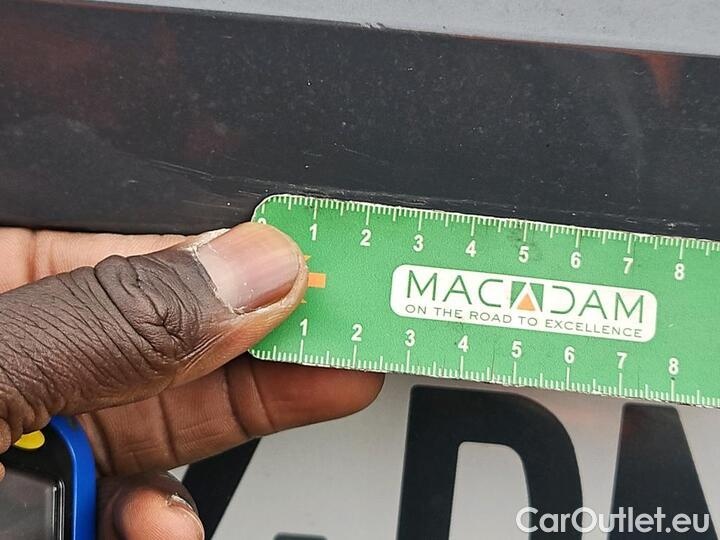 1 2 3 4 5 6 7 8
MACADAM
ON THE ROAD TO EXCELLENCE
1 2 3 4 5 6 7 8
CarOutlet.eu